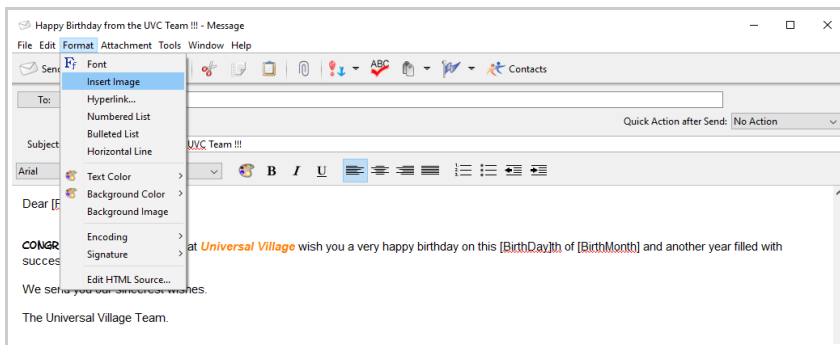 Happy Birthday from the UVC Team !!! - Message
File Edit Format Attachment Tools Window Help
Sen
ABC
Contacts
Ff Font
Insert Image
Hyperlink...
Numbered List
Bulleted List
Horizontal Line
Text Color
Background Color
Background Image
Encoding
Signature
Edit HTML Source...
To:
Quick Action after Send: No Action
Subject UVC Team !!!
Arial B I U
Dear [
CONGR at Universal Village wish you a very happy birthday on this [BirthDay]th of [BirthMonth] and another year filled with
succes
We send you our sincerest wishes.
The Universal Village Team.